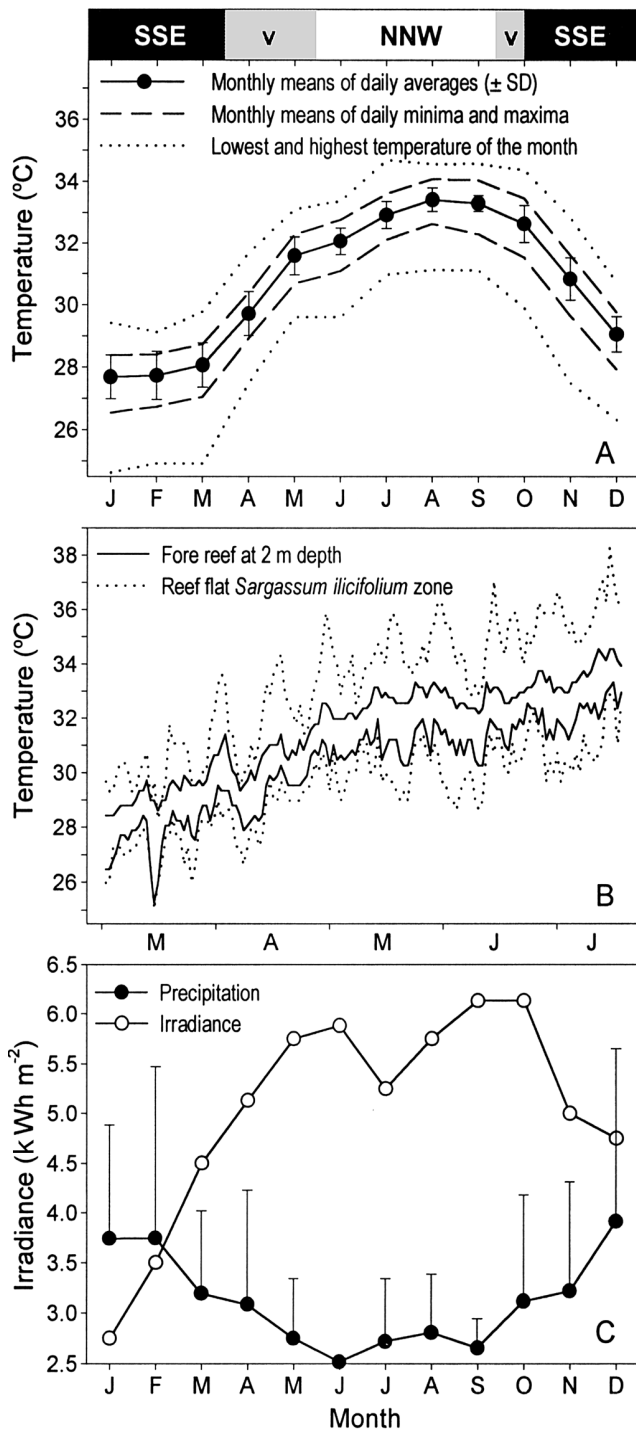 SSE v NNW v SSE
Monthly means of daily averages (± SD)
Monthly means of daily minima and maxima
Lowest and highest temperature of the month
Temperature (ºC)
36
34
32
30
28
26
A
J F M A M J J A S O N D
Fore reef at 2 m depth
Reef flat Sargassum ilicifolium zone
Temperature (ºC)
38
36
34
32
30
28
26
B
M A M J J
Precipitation
Irradiance
Irradiance (k Wh m-2)
6.5
6.0
5.5
5.0
4.5
4.0
3.5
3.0
2.5
C
J F M A M J J A S O N D
Month